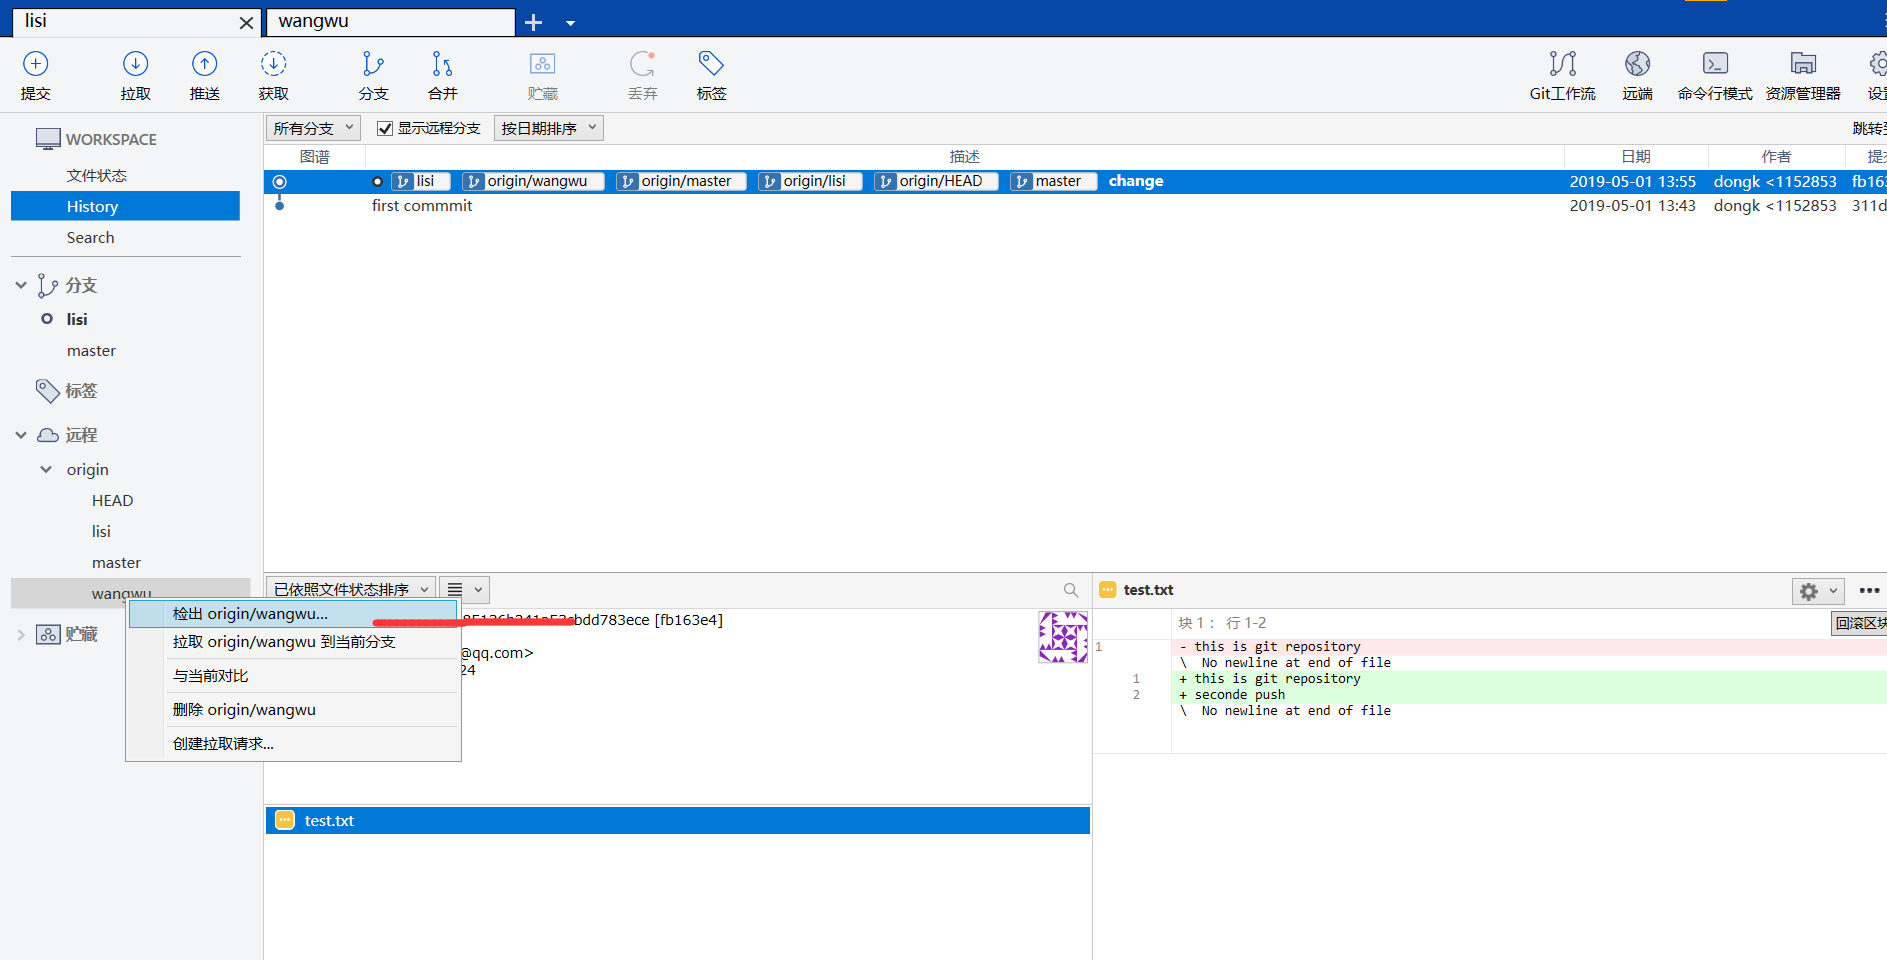 lisi
wangwu
提交
拉取
推送
获取
分支
合并
贮藏
丢弃
标签
Git工作流
远端
命令行模式
资源管理器
WORKSPACE
文件状态
History
Search
分支
lisi
master
标签
远程
origin
HEAD
lisi
master
wangwu
贮藏
所有分支
显示远程分支
按日期排序
图谱 描述 日期 作者
lisi origin/wangwu origin/master origin/lisi origin/HEAD master change 2019-05-01 13:55 dongk <1152853 fb163
first commmit 2019-05-01 13:43 dongk <1152853 311d
已依照文件状态排序
bdd783ece [fb163e4]
@qq.com>
24
检出 origin/wangwu...
拉取 origin/wangwu 到当前分支
与当前对比
删除 origin/wangwu
创建拉取请求...
test.txt
test.txt
块 1： 行 1-2
回滚区块
1 - this is git repository
\ No newline at end of file
1 + this is git repository
2 + seconde push
\ No newline at end of file